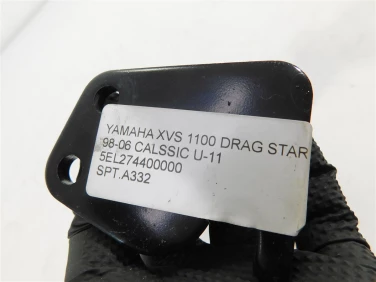 YAMAHA XVS 1100 DRAG STAR
'98-06 CALSSIC U-11
5EL274400000
SPT.A332